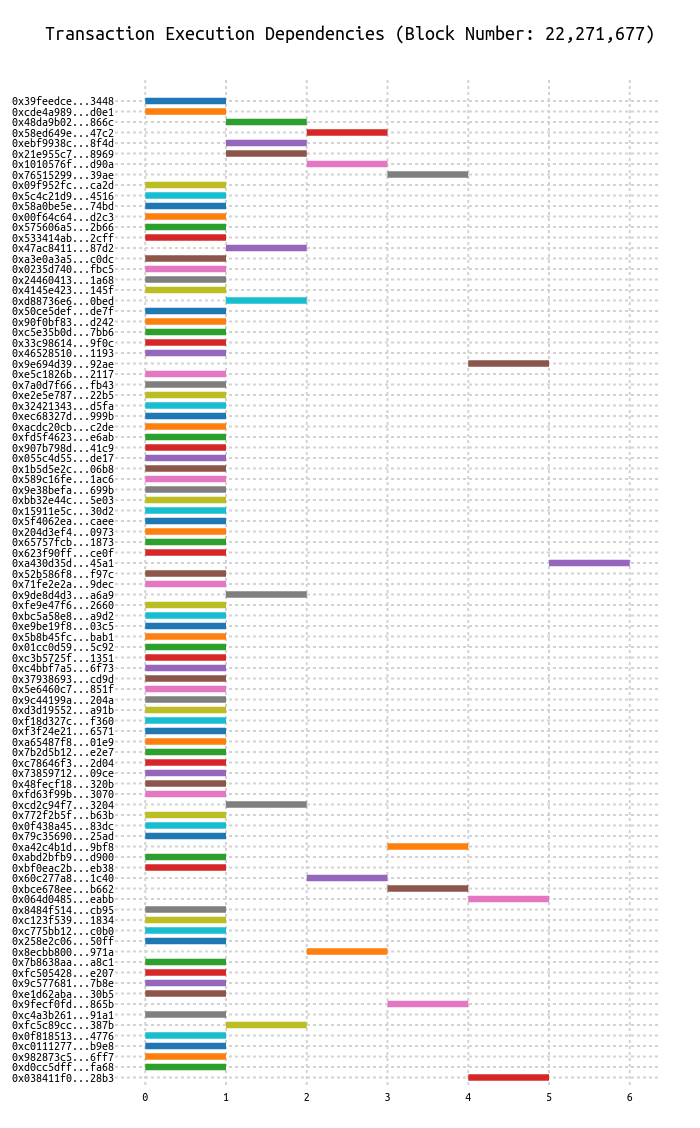 Transaction Execution Dependencies (Block Number: 22,271,677)
0x39feedce...3448
0xcde4a989...d0e1
0x48da9b02...866c
0x58ed649e...47c2
0xebf9938c...8f4d
0x21e955c7...8969
0x1010576f...d90a
0x76515299...39ae
0x09f952fc...ca2d
0x5c4c21d9...4516
0x58a0be5e...74bd
0x00f64c64...d2c3
0x575606a5...2b66
0x533414ab...2cff
0x47ac8411...87d2
0xa3e0a3a5...c0dc
0x0235d740...fbc5
0x24460413...1a68
0x4145e423...145f
0xd88736e6...0bed
0x50ce5def...de7f
0x90f0bf83...d242
0xc5e35b0d...7bb6
0x33c98614...9f0c
0x46528510...1193
0x9e694d39...92ae
0xe5c1826b...2117
0x7a0d7f66...fb43
0xe2e5e787...22b5
0x32421343...d5fa
0xec68327d...999b
0xacdc20cb...c2de
0xfd5f4623...e6ab
0x907b798d...41c9
0x055c4d55...de17
0x1b5d5e2c...06b8
0x589c16fe...1ac6
0x9e38befa...699b
0xbb32e44c...5e03
0x15911e5c...30d2
0x5f4062ea...caee
0x204d3ef4...0973
0x65757fcb...1873
0x623f90ff...ce0f
0xa430d35d...45a1
0x52b586f8...f97c
0x71fe2e2a...9dec
0x9de8d4d3...a6a9
0xfe9e47f6...2660
0xbc5a58e8...a9d2
0xe9be19f8...03c5
0x5b8b45fc...bab1
0x01cc0d59...5c92
0xc3b5725f...1351
0xc4bbf7a5...6f73
0x37938693...cd9d
0x5e6460c7...851f
0x9c44199a...204a
0xd3d19552...a91b
0xf18d327c...f360
0xf3f24e21...6571
0xa65487f8...01e9
0x7b2d5b12...e2e7
0xc78646f3...2d04
0x73859712...09ce
0x48fecf18...320b
0xfd63f99b...3070
0xcd2c94f7...3204
0x772f2b5f...b63b
0x0f438a45...83dc
0x79c35690...25ad
0xa42c4b1d...9bf8
0xabd2bfb9...d900
0xbf0eac2b...eb38
0x60c277a8...1c40
0xbce678ee...b662
0x064d0485...eabb
0x8484f514...cb95
0xc123f539...1834
0xc775bb12...c0b0
0x258e2c06...50ff
0x8ecbb800...971a
0x7b8638aa...a8c1
0xfc505428...e207
0x9c577681...7b8e
0xe1d62aba...30b5
0x9fecf0fd...865b
0xc4a3b261...91a1
0xfc5c89cc...387b
0x0f818513...4776
0xc0111277...b9e8
0x982873c5...6ff7
0xd0cc5dff...fa68
0x038411f0...28b3
0 1 2 3 4 5 6